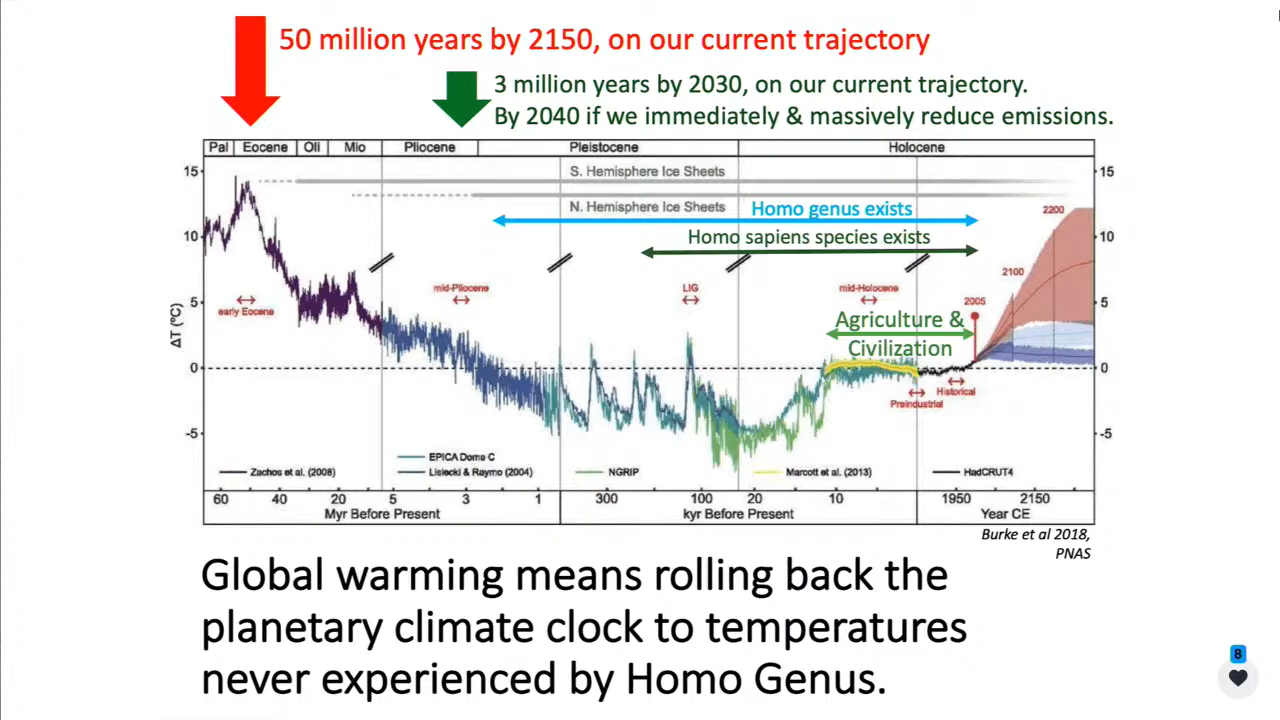 50 million years by 2150, on our current trajectory
3 million years by 2030, on our current trajectory.
By 2040 if we immediately & massively reduce emissions.
Pal Eocene Oli Mio Pliocene Pleistocene Holocene
15 S. Hemisphere Ice Sheets 15
N. Hemisphere Ice Sheets Homo genus exists 2200
10 Homo sapiens species exists 10
2100
mid-Pliocene LIG mid-Holocene
5 early Eocene 2005 5
ΔT (°C)
Agriculture &
Civilization
0 0
Historical
Preindustrial
-5 -5
EPICA Dome C
Zachos et al. (2008) Lisiecki & Raymo (2004) NGRIP Marcott et al. (2013) HadCRUT4
60 40 20 5 3 1 300 100 20 10 1950 2150
Myr Before Present kyr Before Present Year CE
Burke et al 2018,
PNAS
Global warming means rolling back the
planetary climate clock to temperatures
never experienced by Homo Genus.
8